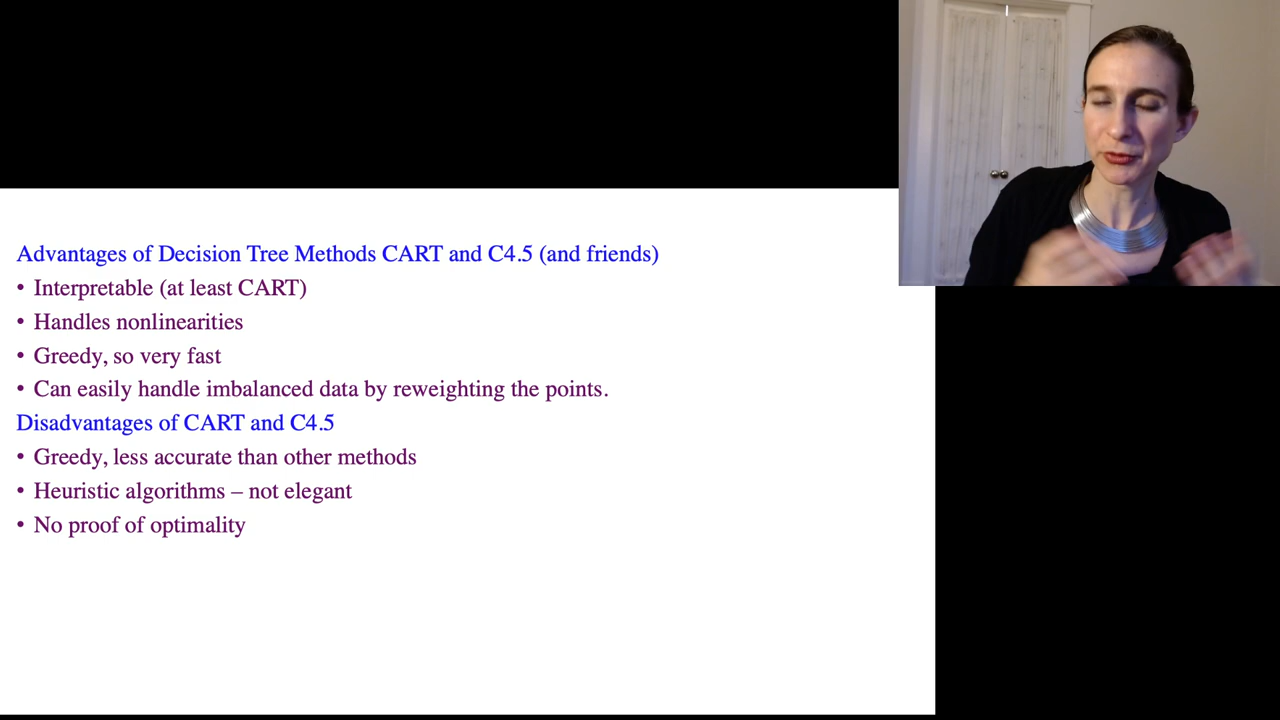 Advantages of Decision Tree Methods CART and C4.5 (and friends)
• Interpretable (at least CART)
• Handles nonlinearities
• Greedy, so very fast
• Can easily handle imbalanced data by reweighting the points.
Disadvantages of CART and C4.5
• Greedy, less accurate than other methods
• Heuristic algorithms – not elegant
• No proof of optimality